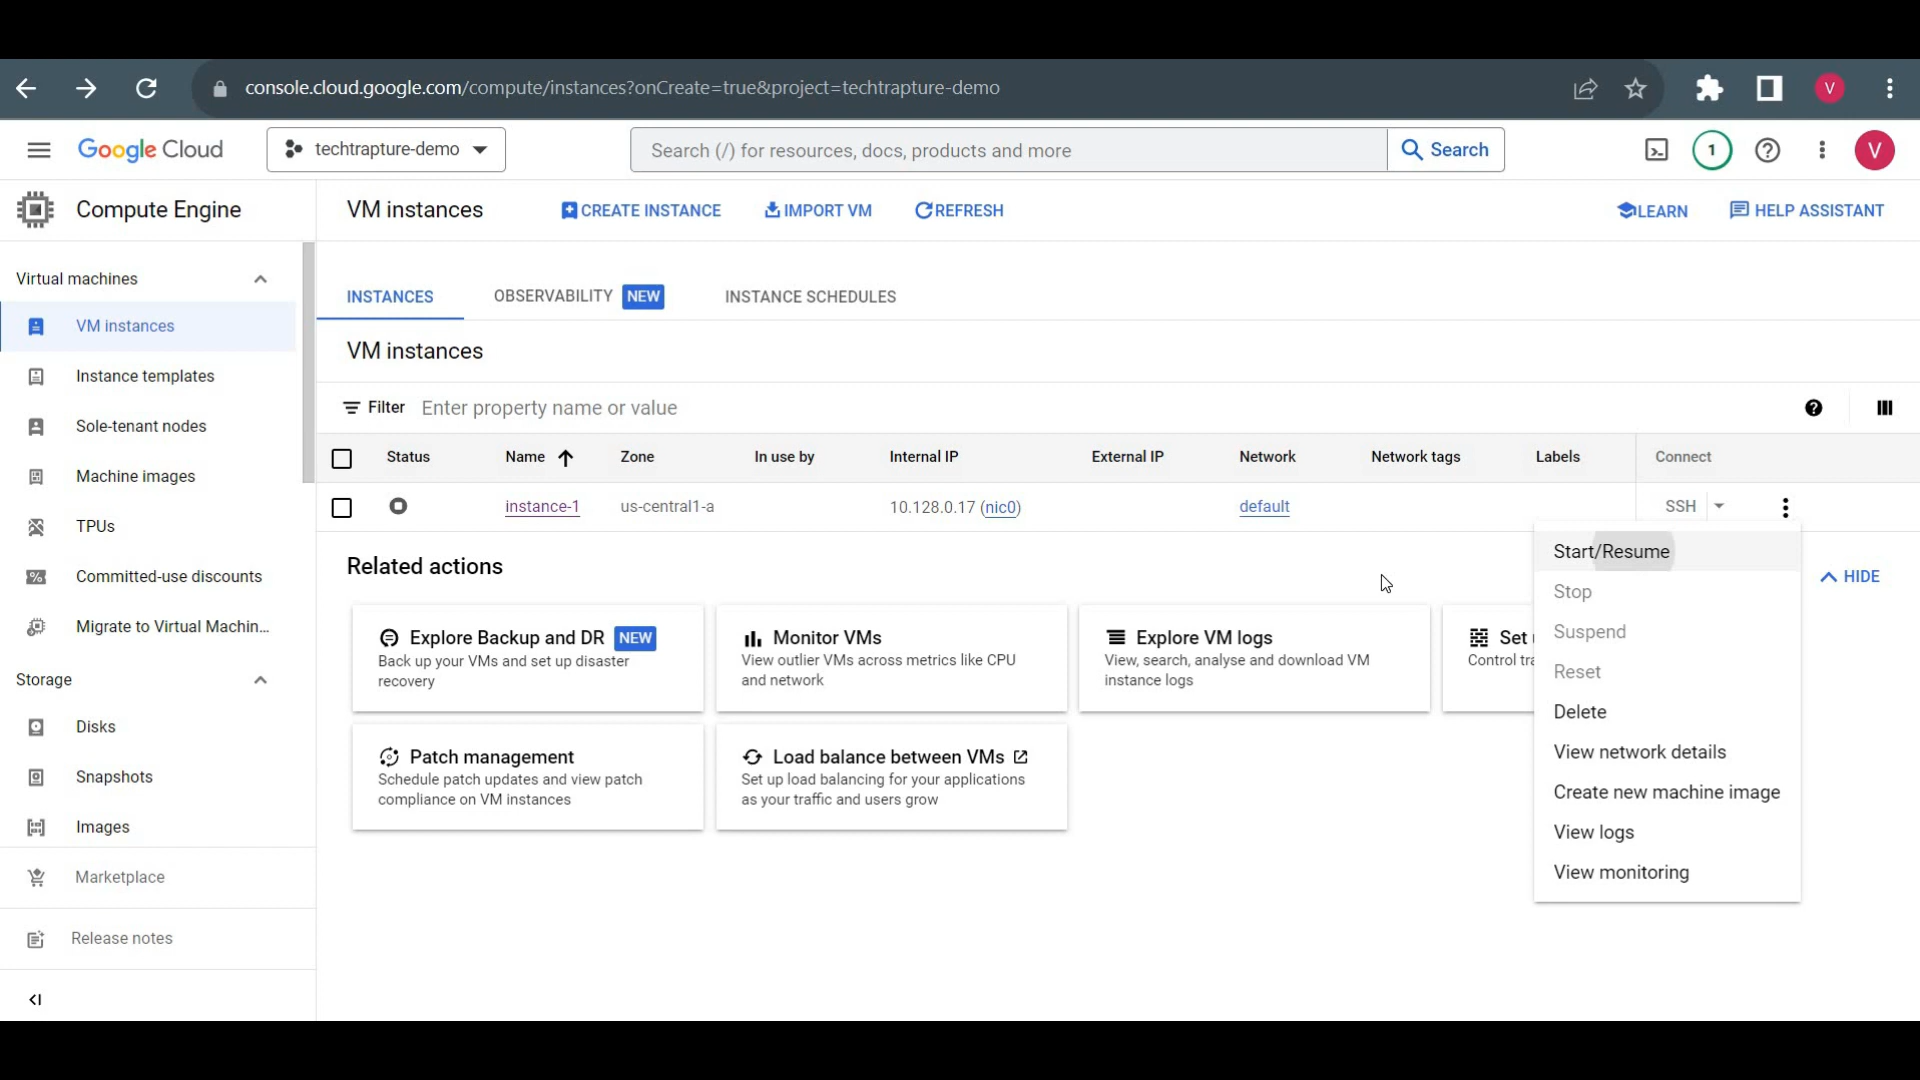 console.cloud.google.com/compute/instances?onCreate=true&project=techtrapture-demo
V
Google Cloud
techtrapture-demo
Search (/) for resources, docs, products and more
Search
1
V
Compute Engine
VM instances
CREATE INSTANCE
IMPORT VM
REFRESH
LEARN
HELP ASSISTANT
Virtual machines
VM instances
Instance templates
Sole-tenant nodes
Machine images
TPUs
Committed-use discounts
Migrate to Virtual Machin...
Storage
Disks
Snapshots
Images
Marketplace
Release notes
INSTANCES
OBSERVABILITY NEW
INSTANCE SCHEDULES
VM instances
Filter Enter property name or value
Status Name Zone In use by Internal IP External IP Network Network tags Labels Connect
instance-1 us-central1-a 10.128.0.17 (nic0) default SSH
Related actions
HIDE
Explore Backup and DR NEW
Back up your VMs and set up disaster
recovery
Monitor VMs
View outlier VMs across metrics like CPU
and network
Explore VM logs
View, search, analyse and download VM
instance logs
Set
Control tra
Patch management
Schedule patch updates and view patch
compliance on VM instances
Load balance between VMs
Set up load balancing for your applications
as your traffic and users grow
Start/Resume
Stop
Suspend
Reset
Delete
View network details
Create new machine image
View logs
View monitoring